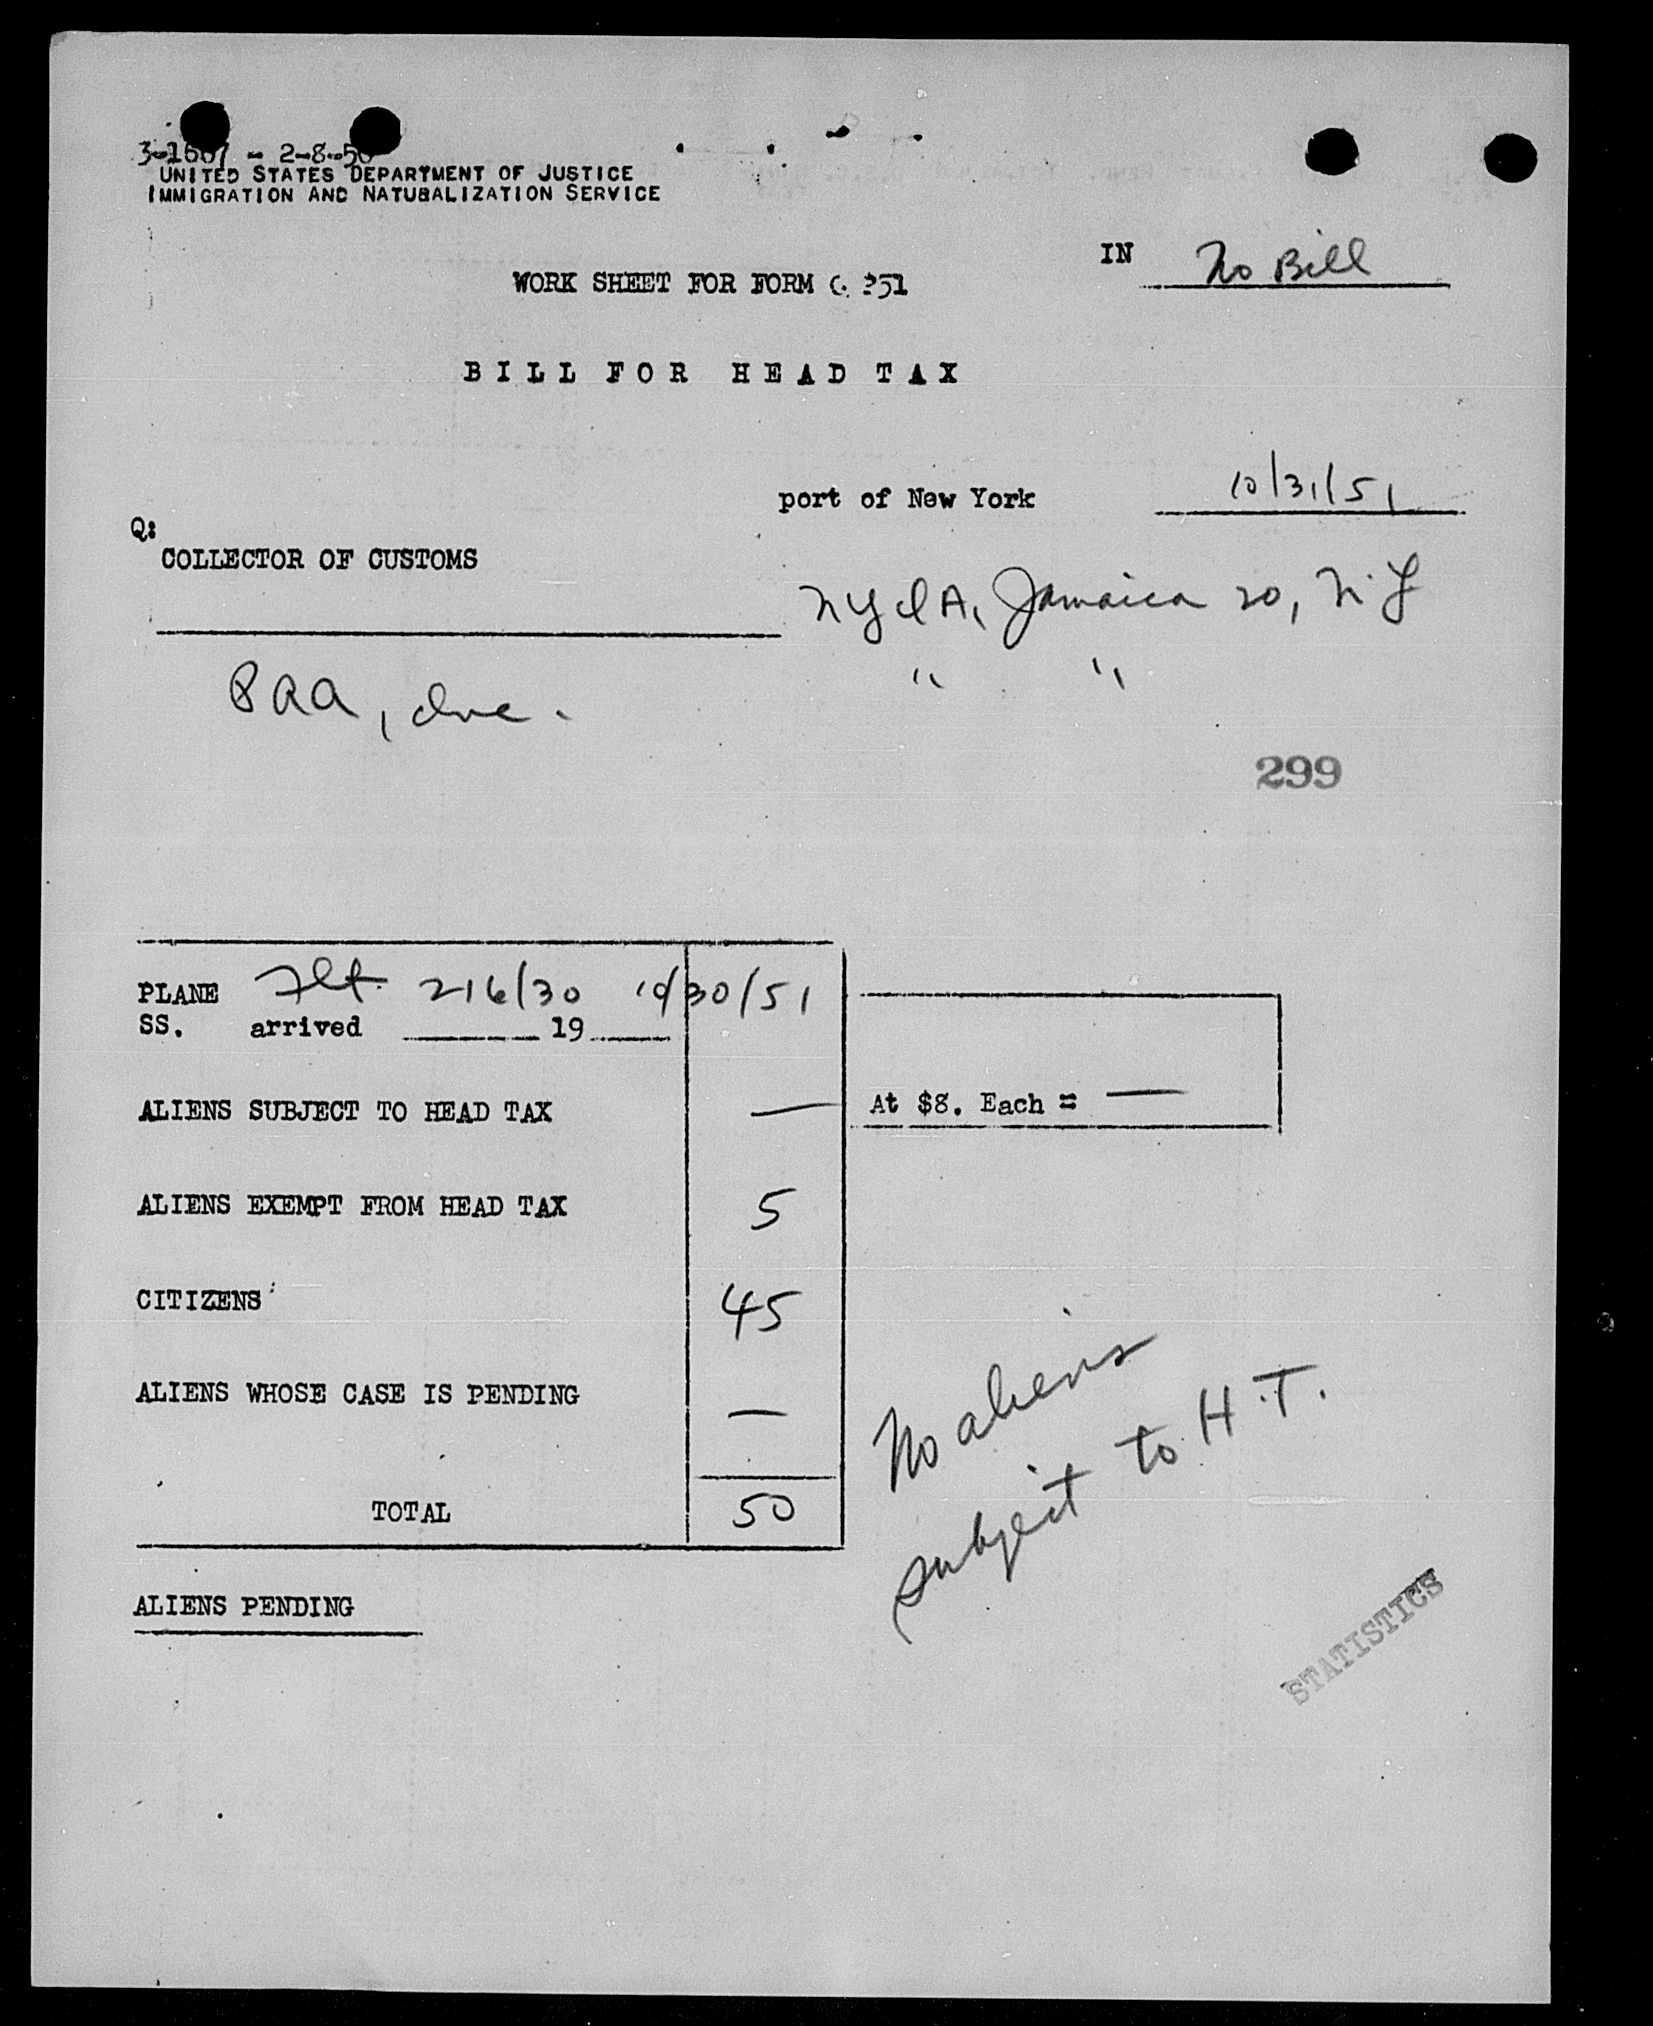 3-1667 - 2-8-50
UNITED STATES DEPARTMENT OF JUSTICE
IMMIGRATION AND NATURALIZATION SERVICE
IN No Bill
WORK SHEET FOR FORM G 351
BILL FOR HEAD TAX
port of New York 10/31/51
Q:
COLLECTOR OF CUSTOMS
NYIA, Jamaica 20, N.Y
" "
PAA, Inc.
299
PLANE Flt. 216/30 10/30/51
SS. arrived 19
ALIENS SUBJECT TO HEAD TAX —
At $8. Each = —
ALIENS EXEMPT FROM HEAD TAX 5
CITIZENS 45
ALIENS WHOSE CASE IS PENDING —
TOTAL 50
No aliens
subject to H.T.
ALIENS PENDING
STATISTICS